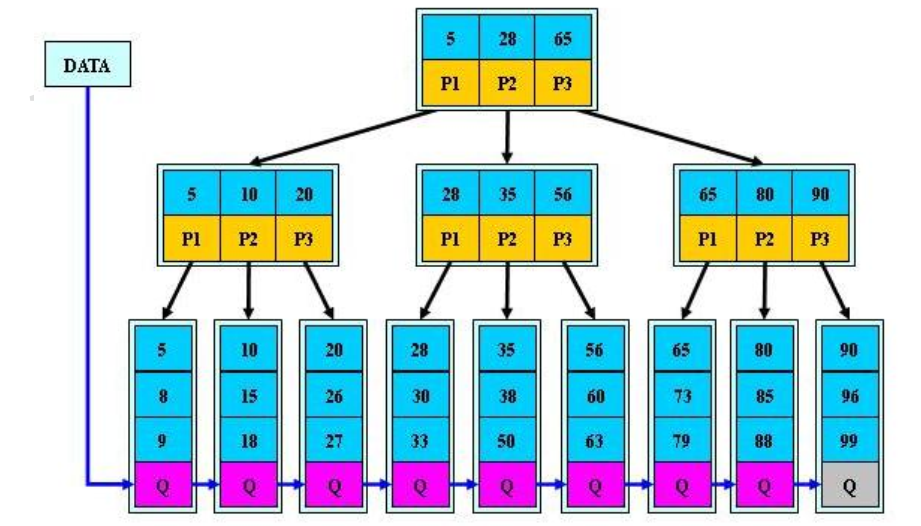 5 28 65
DATA
P1 P2 P3
5 10 20 28 35 56 65 80 90
P1 P2 P3 P1 P2 P3 P1 P2 P3
5 10 20 28 35 56 65 80 90
8 15 26 30 38 60 73 85 96
9 18 27 33 50 63 79 88 99
Q Q Q Q Q Q Q Q Q